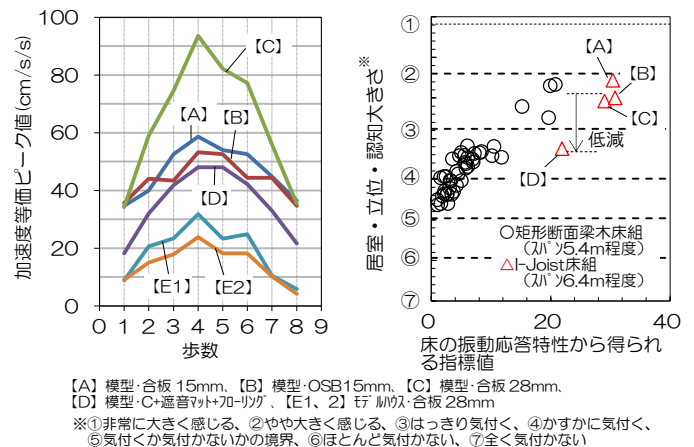 加速度等価ピーク値(cm/s/s)
100
80
60
40
20
0
【C】
【A】
【B】
【D】
【E1】
【E2】
0 1 2 3 4 5 6 7 8 9
歩数
居室・立位・認知大きさ※
①
②
③
④
⑤
⑥
⑦
【A】
【B】
【C】
低減
【D】
○矩形断面梁木床組
(ｽﾊﾟﾝ5.4m程度)
△I-Joist床組
(ｽﾊﾟﾝ6.4m程度)
0 20 40
床の振動応答特性から得られ
る指標値
【A】模型・合板15mm、【B】模型・OSB15mm、【C】模型・合板28mm、
【D】模型・C+遮音ﾏｯﾄ+ﾌﾛｰﾘﾝｸﾞ、【E1、2】ﾓﾃﾞﾙﾊｳｽ・合板28mm
※①非常に大きく感じる、②やや大きく感じる、③はっきり気付く、④かすかに気付く、
⑤気付くか気付かないかの境界、⑥ほとんど気付かない、⑦全く気付かない